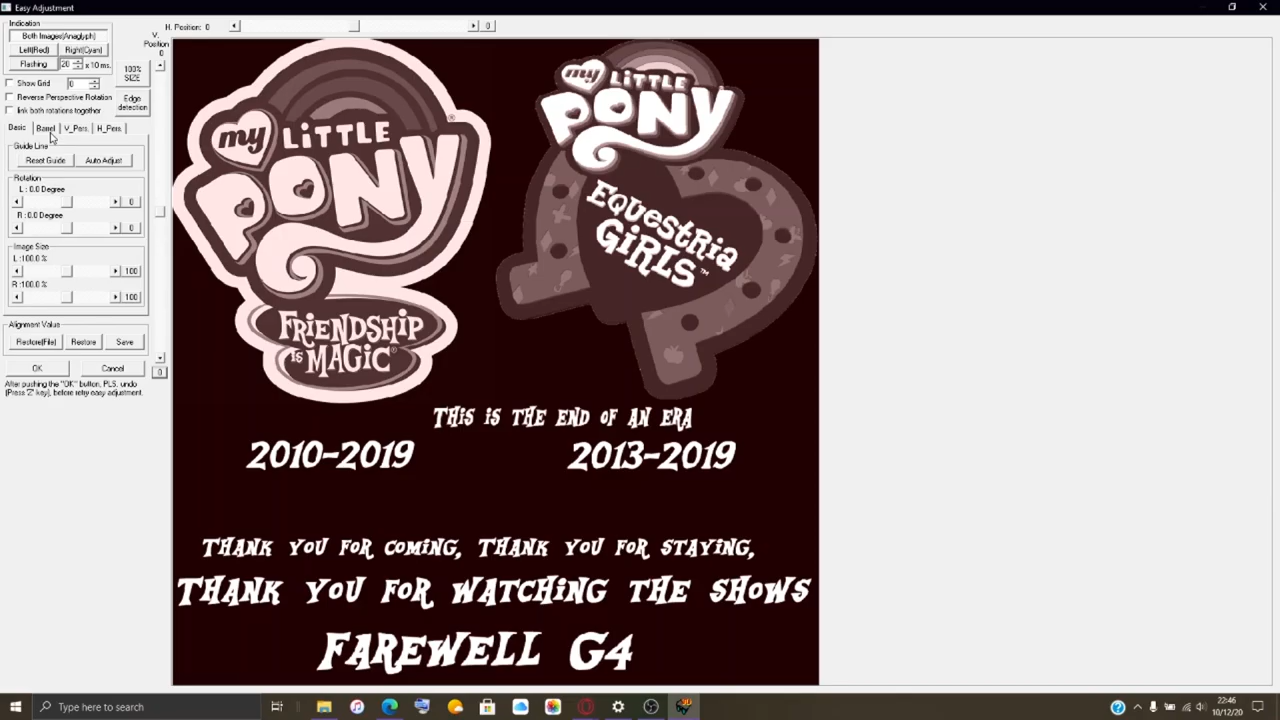 Easy Adjustment
Indication
Both Images(Anaglyph)
Left(Red) Right(Cyan)
Flashing 20 x 10 ms.
V. Position 0
H. Position: 0
0
100% SIZE
Show Grid 0
Reverse Perspective Rotation
link both rotations together
Edge detection
Basic Barrel V_Pers. H_Pers.
Guide Line
Reset Guide Auto Adjust
Rotation
L : 0.0 Degree
0
R : 0.0 Degree
0
Image Size
L :100.0 %
100
R :100.0 %
100
Alignment Value
Restore(File) Restore Save
OK Cancel
0
After pushing the "OK" button, PLS. undo
(Press 'Z' key), before retry easy adjustment.
my LiTTLE ®
PONY
FRiENDSHiP
iS MAGiC®
my LiTTLE
PONY
EQUESTRiA
GiRLS™
THiS iS THE END OF AN ERA
2010-2019 2013-2019
THANK YOU FOR COMING, THANK YOU FOR STAYING,
THANK YOU FOR WATCHiNG THE SHOWS
FAREWELL G4
Type here to search
22:46
10/12/20